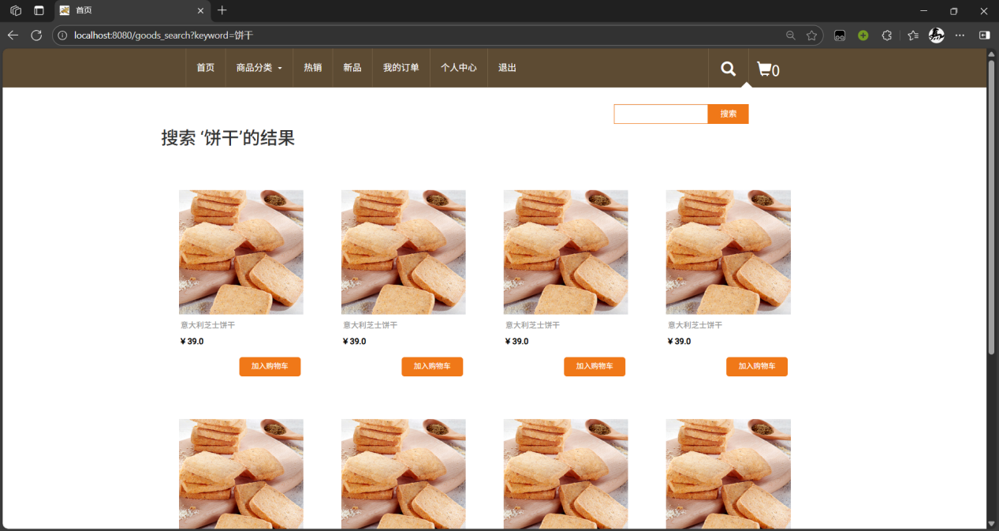 首页
localhost:8080/goods_search?keyword=饼干
首页 商品分类 热销 新品 我的订单 个人中心 退出 0
搜索
搜索 ‘饼干’的结果
意大利芝士饼干 意大利芝士饼干 意大利芝士饼干 意大利芝士饼干
¥ 39.0 ¥ 39.0 ¥ 39.0 ¥ 39.0
加入购物车 加入购物车 加入购物车 加入购物车